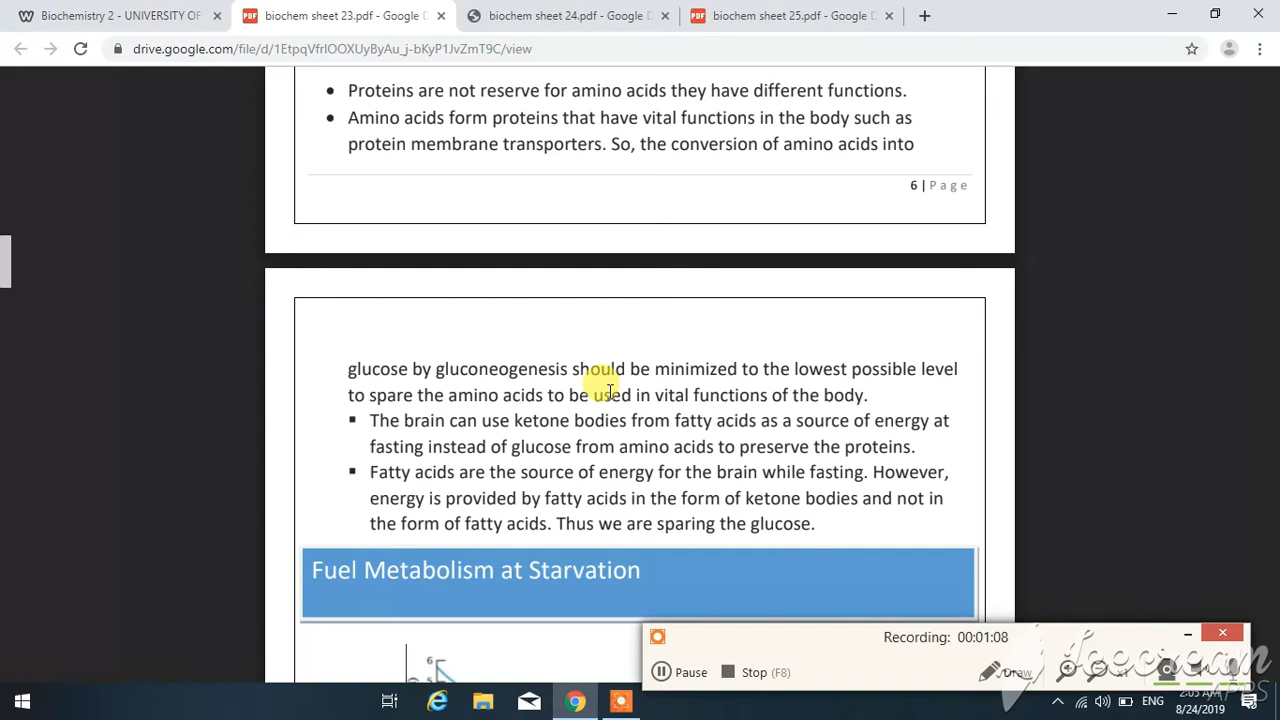 Biochemistry 2 - UNIVERSITY OF
biochem sheet 23.pdf - Google D
biochem sheet 24.pdf - Google D
biochem sheet 25.pdf - Google D
drive.google.com/file/d/1EtpqVfrIOOXUyByAu_j-bKyP1JvZmT9C/view
• Proteins are not reserve for amino acids they have different functions.
• Amino acids form proteins that have vital functions in the body such as
protein membrane transporters. So, the conversion of amino acids into
6 | Page
glucose by gluconeogenesis should be minimized to the lowest possible level
to spare the amino acids to be used in vital functions of the body.
▪ The brain can use ketone bodies from fatty acids as a source of energy at
fasting instead of glucose from amino acids to preserve the proteins.
▪ Fatty acids are the source of energy for the brain while fasting. However,
energy is provided by fatty acids in the form of ketone bodies and not in
the form of fatty acids. Thus we are sparing the glucose.
Fuel Metabolism at Starvation
6
Recording: 00:01:08
Pause
Stop (F8)
Draw
x1
Icecream
APPS
ENG
2:05 AM
8/24/2019